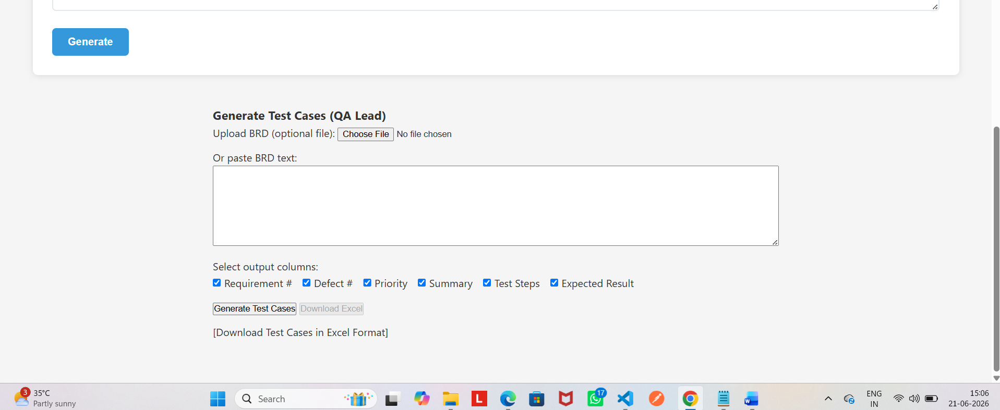 Generate
Generate Test Cases (QA Lead)
Upload BRD (optional file): Choose File No file chosen
Or paste BRD text:
Select output columns:
Requirement # Defect # Priority Summary Test Steps Expected Result
Generate Test Cases Download Excel
[Download Test Cases in Excel Format]
3
35°C
Partly sunny
Search
L
17
W
ENG
IN
15:06
21-06-2026